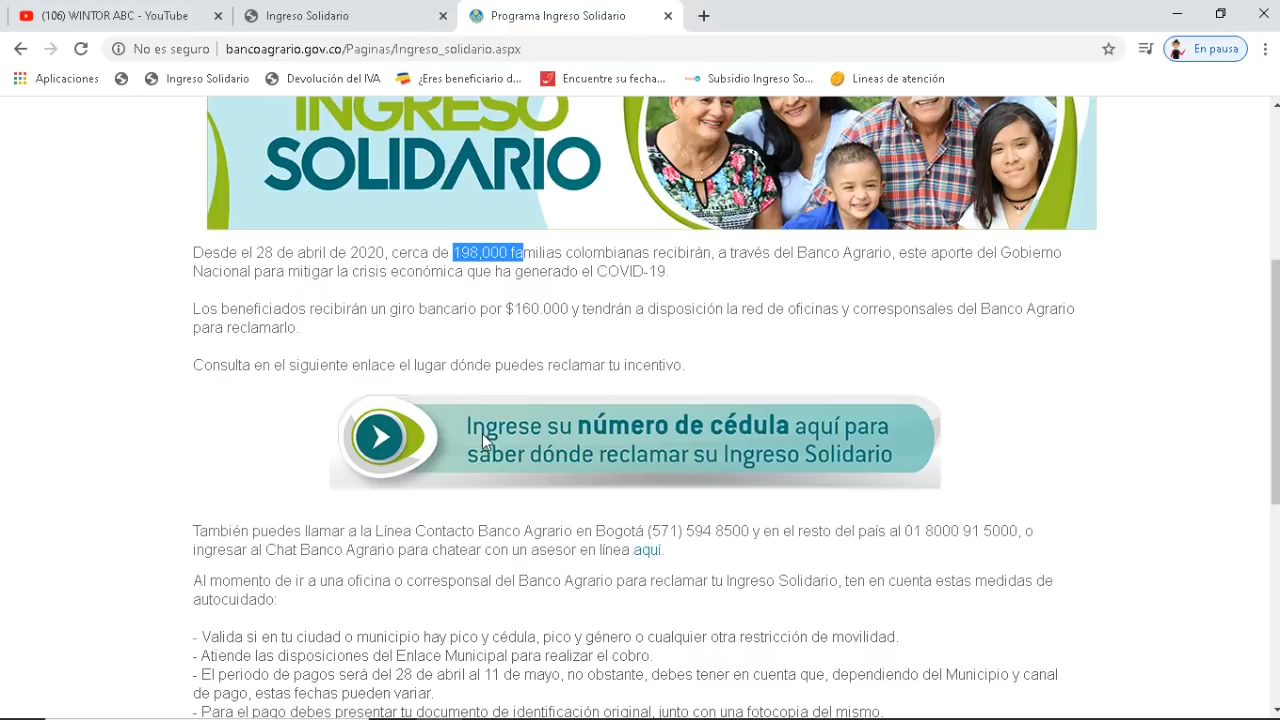 (106) WINTOR ABC - YouTube
Ingreso Solidario
Programa Ingreso Solidario
No es seguro
bancoagrario.gov.co/Paginas/Ingreso_solidario.aspx
En pausa
Aplicaciones
Ingreso Solidario
Devolución del IVA
¿Eres beneficiario d...
Encuentre su fecha...
Subsidio Ingreso So...
Lineas de atención
INGRESO
SOLIDARIO
Desde el 28 de abril de 2020, cerca de 198,000 familias colombianas recibirán, a través del Banco Agrario, este aporte del Gobierno
Nacional para mitigar la crisis económica que ha generado el COVID-19.
Los beneficiados recibirán un giro bancario por $160.000 y tendrán a disposición la red de oficinas y corresponsales del Banco Agrario
para reclamarlo.
Consulta en el siguiente enlace el lugar dónde puedes reclamar tu incentivo.
Ingrese su número de cédula aquí para
saber dónde reclamar su Ingreso Solidario
También puedes llamar a la Línea Contacto Banco Agrario en Bogotá (571) 594 8500 y en el resto del país al 01 8000 91 5000, o
ingresar al Chat Banco Agrario para chatear con un asesor en línea aquí.
Al momento de ir a una oficina o corresponsal del Banco Agrario para reclamar tu Ingreso Solidario, ten en cuenta estas medidas de
autocuidado:
- Valida si en tu ciudad o municipio hay pico y cédula, pico y género o cualquier otra restricción de movilidad.
- Atiende las disposiciones del Enlace Municipal para realizar el cobro.
- El periodo de pagos será del 28 de abril al 11 de mayo, no obstante, debes tener en cuenta que, dependiendo del Municipio y canal
de pago, estas fechas pueden variar.
- Para el pago debes presentar tu documento de identificación original, junto con una fotocopia del mismo.